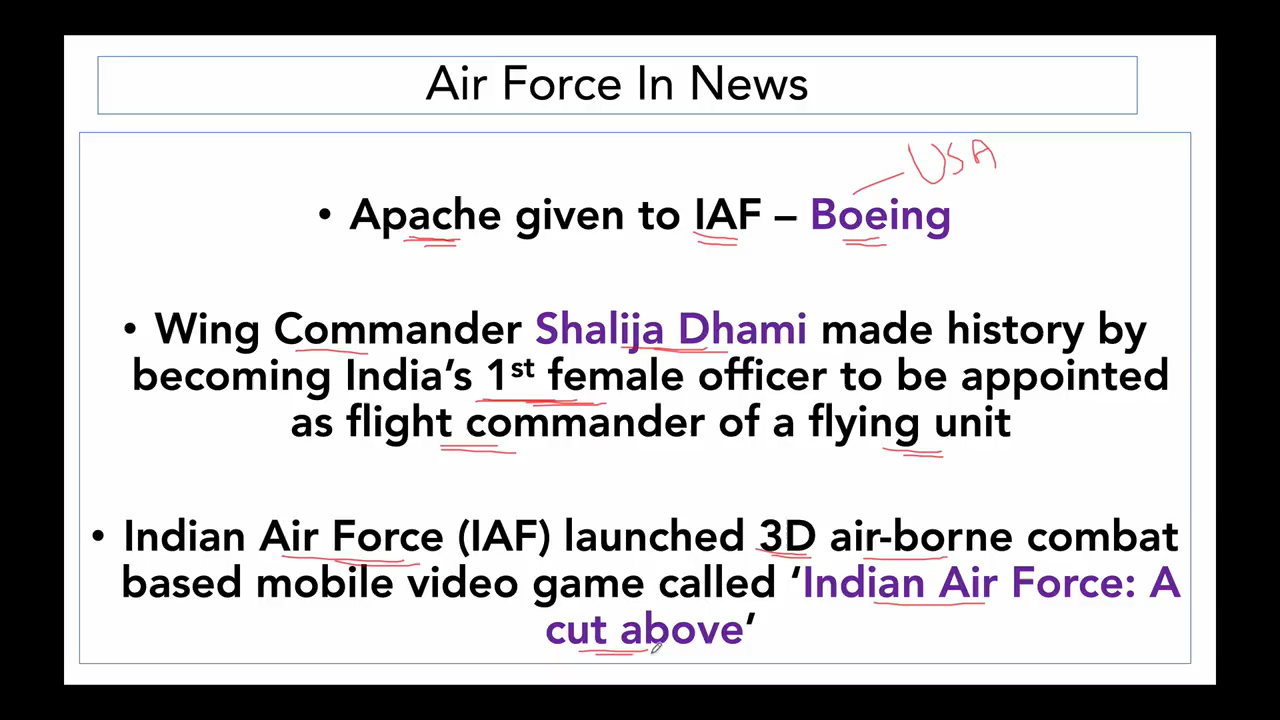 Air Force In News
USA
• Apache given to IAF – Boeing
• Wing Commander Shalija Dhami made history by
becoming India's 1st female officer to be appointed
as flight commander of a flying unit
• Indian Air Force (IAF) launched 3D air-borne combat
based mobile video game called 'Indian Air Force: A
cut above'